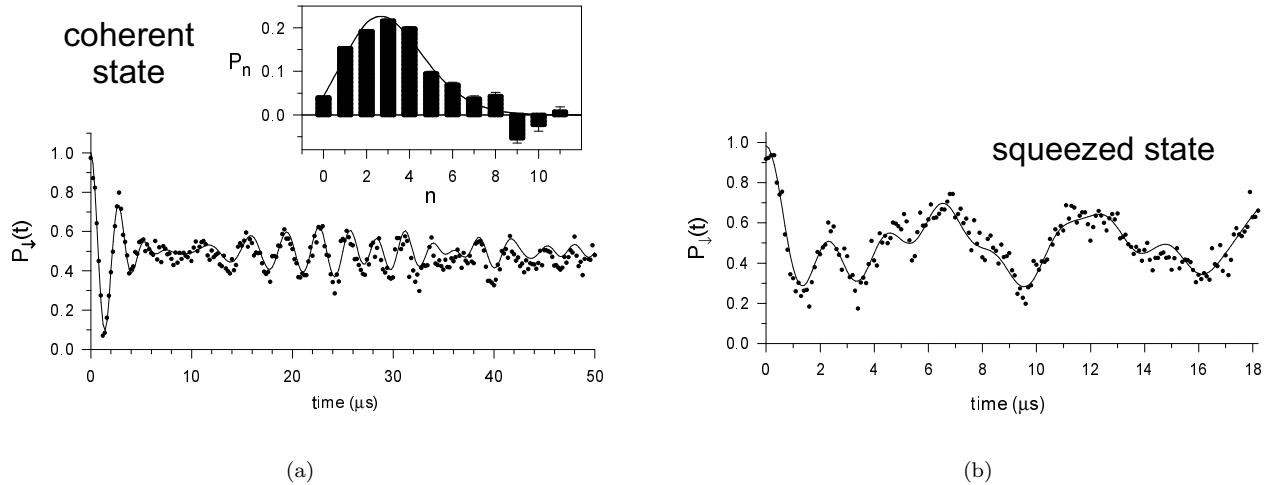 coherent
state
P_n
0.2
0.1
0.0
0 2 4 6 8 10
n
P↓(t)
1.0
0.8
0.6
0.4
0.2
0.0
0 10 20 30 40 50
time (μs)
(a)
squeezed state
P↓(t)
1.0
0.8
0.6
0.4
0.2
0.0
0 2 4 6 8 10 12 14 16 18
time (μs)
(b)